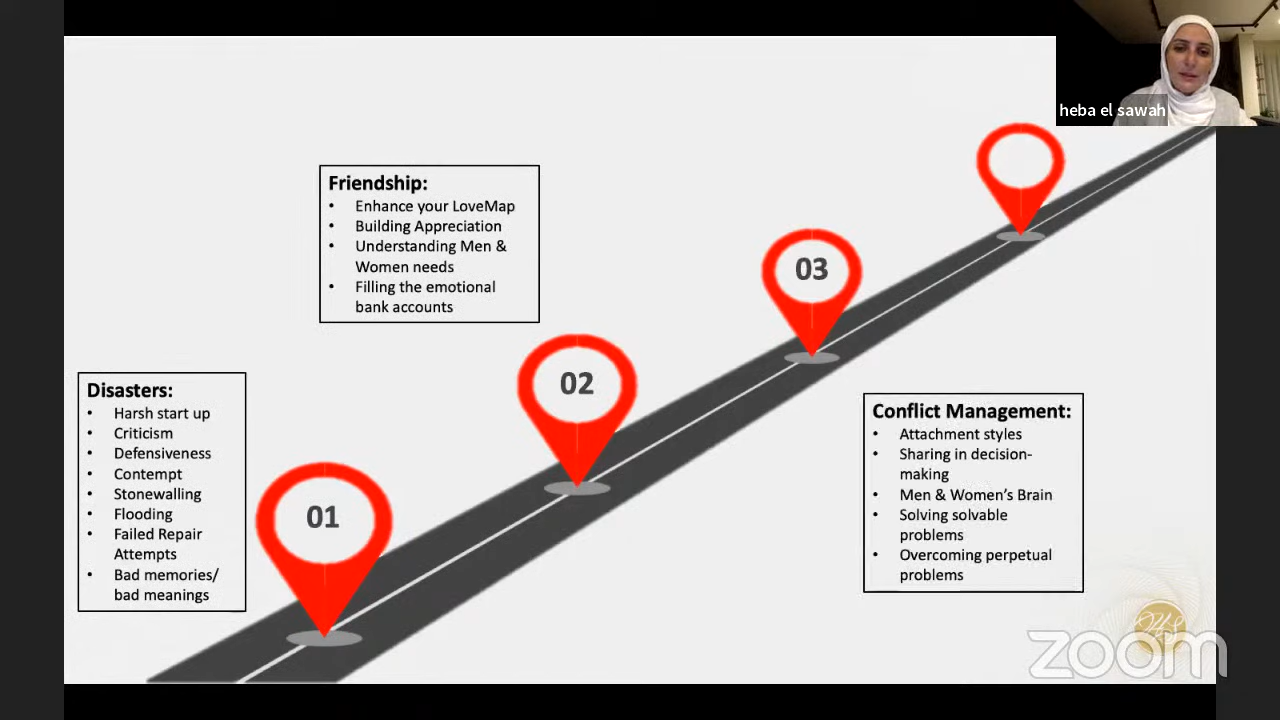 heba el sawah
Friendship:
• Enhance your LoveMap
• Building Appreciation
• Understanding Men &
Women needs
• Filling the emotional
bank accounts
03
02
01
Disasters:
• Harsh start up
• Criticism
• Defensiveness
• Contempt
• Stonewalling
• Flooding
• Failed Repair
Attempts
• Bad memories/
bad meanings
Conflict Management:
• Attachment styles
• Sharing in decision-
making
• Men & Women's Brain
• Solving solvable
problems
• Overcoming perpetual
problems
zoom